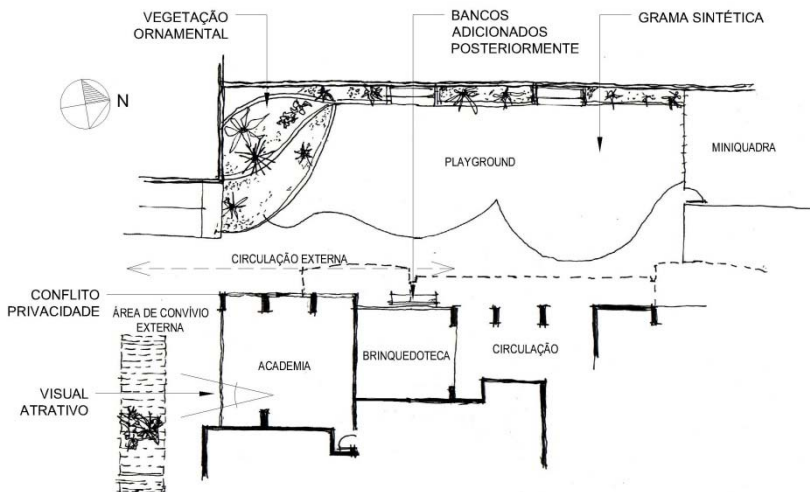 VEGETAÇÃO
ORNAMENTAL
BANCOS
ADICIONADOS
POSTERIORMENTE
GRAMA SINTÉTICA
N
PLAYGROUND
MINIQUADRA
CIRCULAÇÃO EXTERNA
CONFLITO
PRIVACIDADE
ÁREA DE CONVÍVIO
EXTERNA
ACADEMIA
BRINQUEDOTECA
CIRCULAÇÃO
VISUAL
ATRATIVO